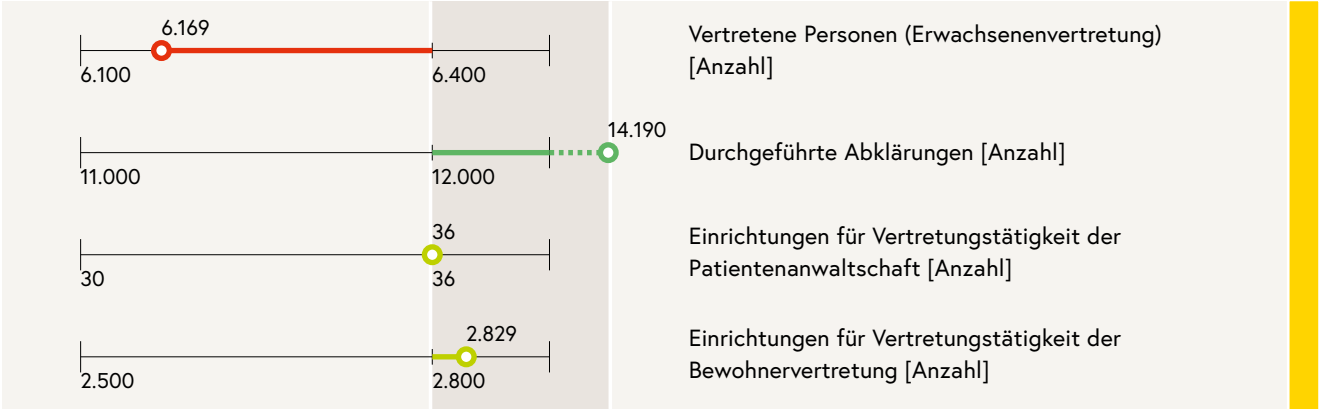 6.169
6.100
6.400
Vertretene Personen (Erwachsenenvertretung)
[Anzahl]
14.190
11.000
12.000
Durchgeführte Abklärungen [Anzahl]
36
30
36
Einrichtungen für Vertretungstätigkeit der
Patientenanwaltschaft [Anzahl]
2.829
2.500
2.800
Einrichtungen für Vertretungstätigkeit der
Bewohnervertretung [Anzahl]